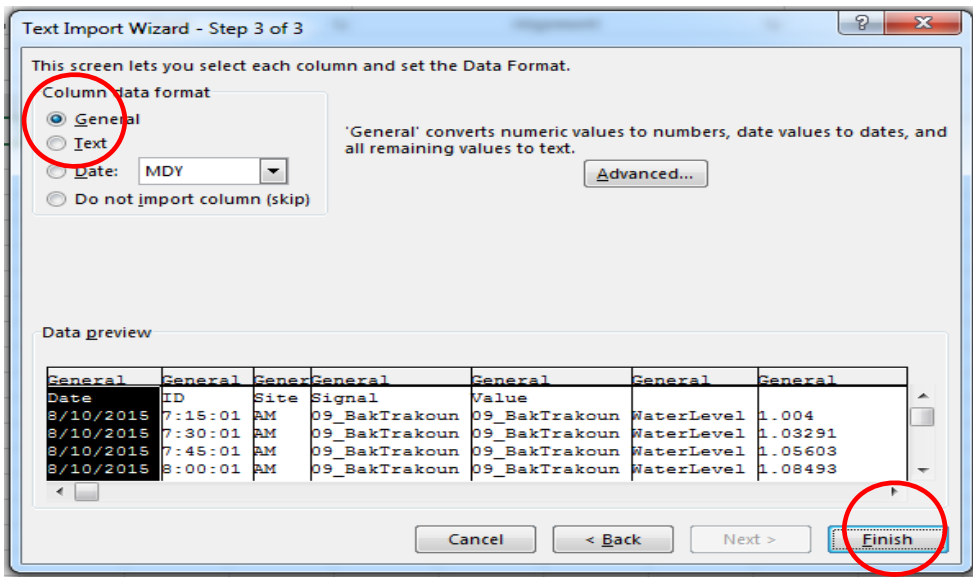 Text Import Wizard - Step 3 of 3
This screen lets you select each column and set the Data Format.
Column data format
General
Text
Date: MDY
Do not import column (skip)
'General' converts numeric values to numbers, date values to dates, and
all remaining values to text.
Advanced...
Data preview
General General Gener General General General General
Date ID Site Signal Value
8/10/2015 7:15:01 AM 09_BakTrakoun 09_BakTrakoun WaterLevel 1.004
8/10/2015 7:30:01 AM 09_BakTrakoun 09_BakTrakoun WaterLevel 1.03291
8/10/2015 7:45:01 AM 09_BakTrakoun 09_BakTrakoun WaterLevel 1.05603
8/10/2015 8:00:01 AM 09_BakTrakoun 09_BakTrakoun WaterLevel 1.08493
Cancel < Back Next > Finish